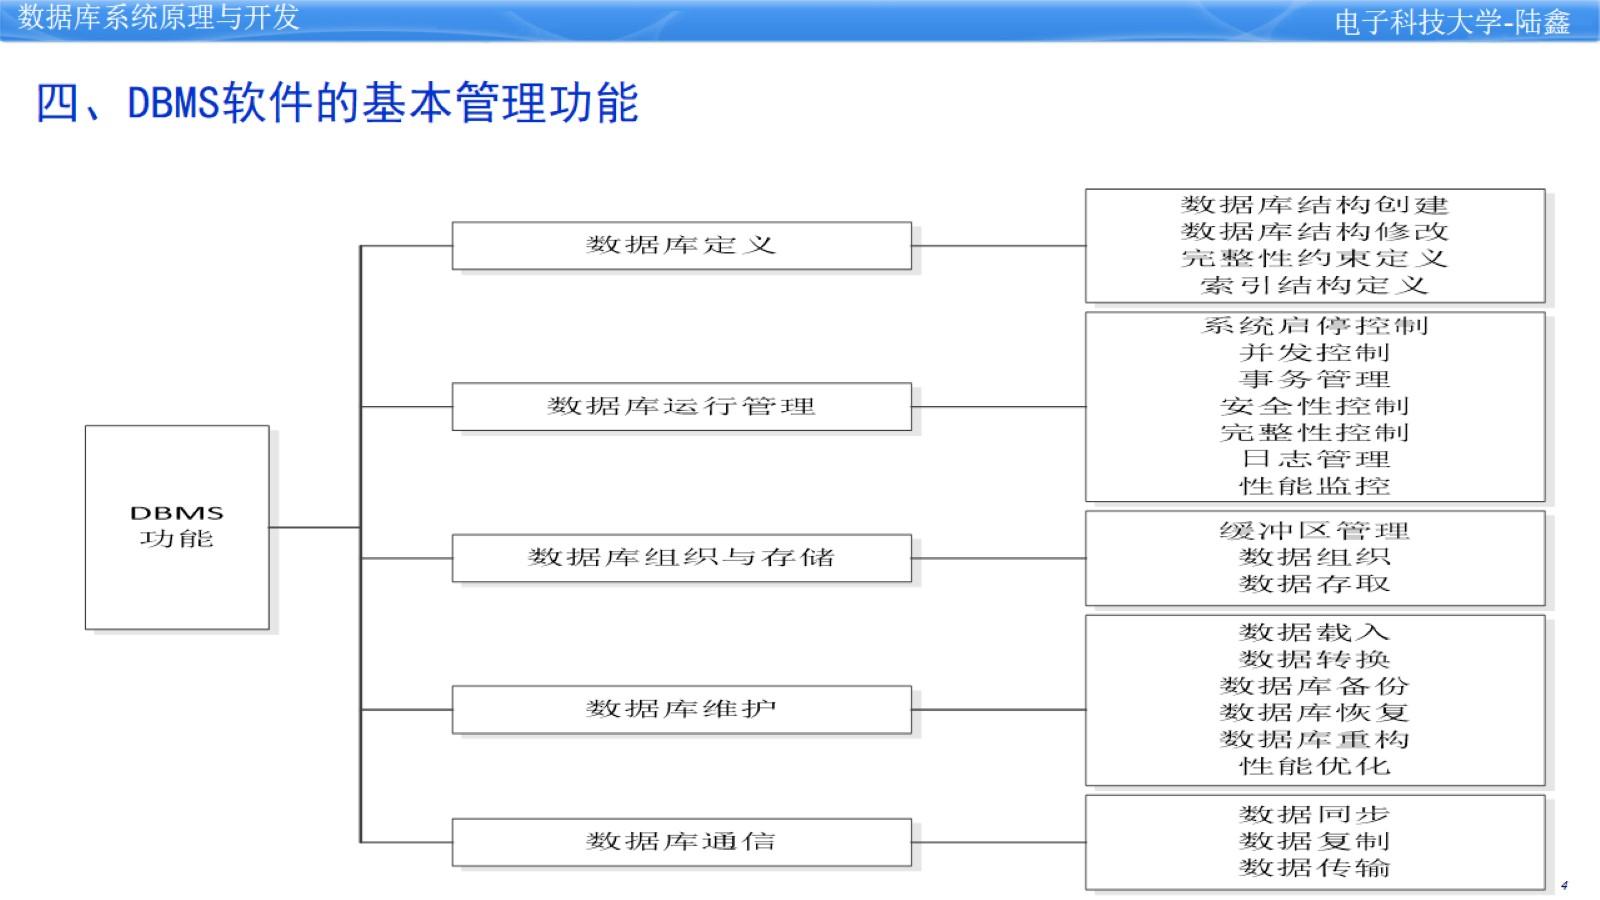 数据库系统原理与开发
电子科技大学-陆鑫
四、DBMS软件的基本管理功能
DBMS
功能
数据库定义
数据库结构创建
数据库结构修改
完整性约束定义
索引结构定义
数据库运行管理
系统启停控制
并发控制
事务管理
安全性控制
完整性控制
日志管理
性能监控
数据库组织与存储
缓冲区管理
数据组织
数据存取
数据库维护
数据载入
数据转换
数据库备份
数据库恢复
数据库重构
性能优化
数据库通信
数据同步
数据复制
数据传输
4